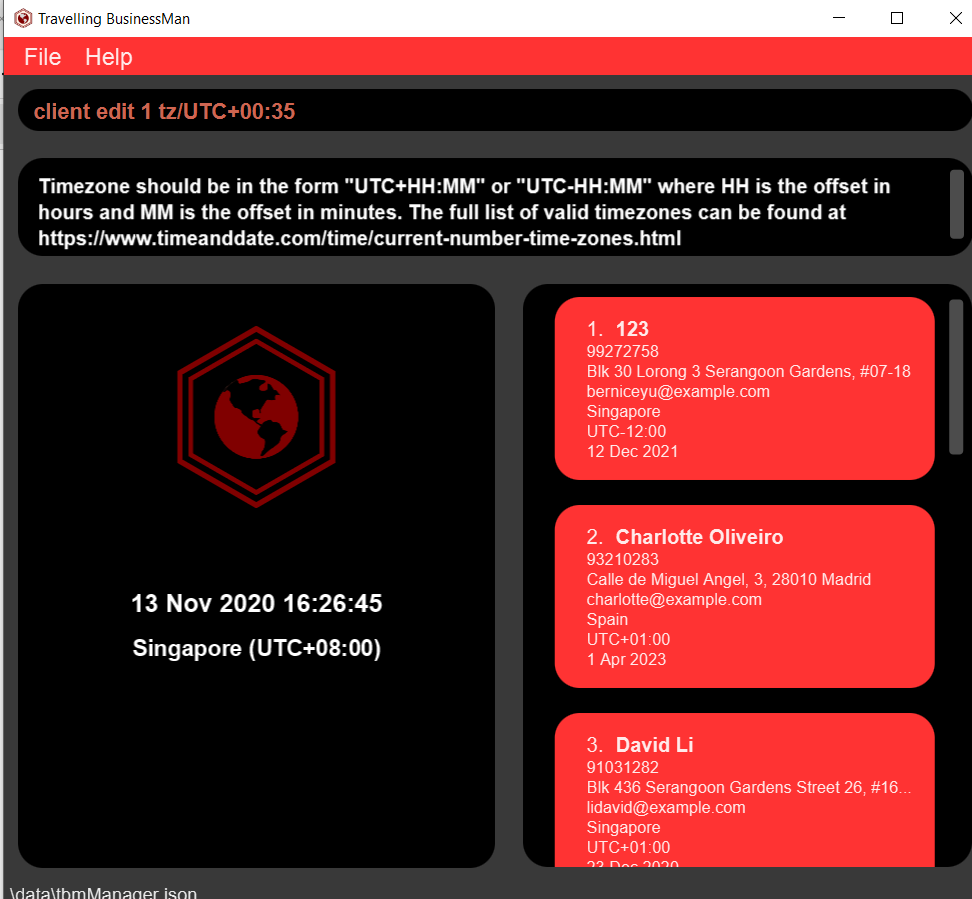 Travelling BusinessMan
File Help
client edit 1 tz/UTC+00:35
Timezone should be in the form "UTC+HH:MM" or "UTC-HH:MM" where HH is the offset in
hours and MM is the offset in minutes. The full list of valid timezones can be found at
https://www.timeanddate.com/time/current-number-time-zones.html
13 Nov 2020 16:26:45
Singapore (UTC+08:00)
1. 123
99272758
Blk 30 Lorong 3 Serangoon Gardens, #07-18
berniceyu@example.com
Singapore
UTC-12:00
12 Dec 2021
2. Charlotte Oliveiro
93210283
Calle de Miguel Angel, 3, 28010 Madrid
charlotte@example.com
Spain
UTC+01:00
1 Apr 2023
3. David Li
91031282
Blk 436 Serangoon Gardens Street 26, #16...
lidavid@example.com
Singapore
UTC+01:00
23 Dec 2020
\data\tbmManager.json